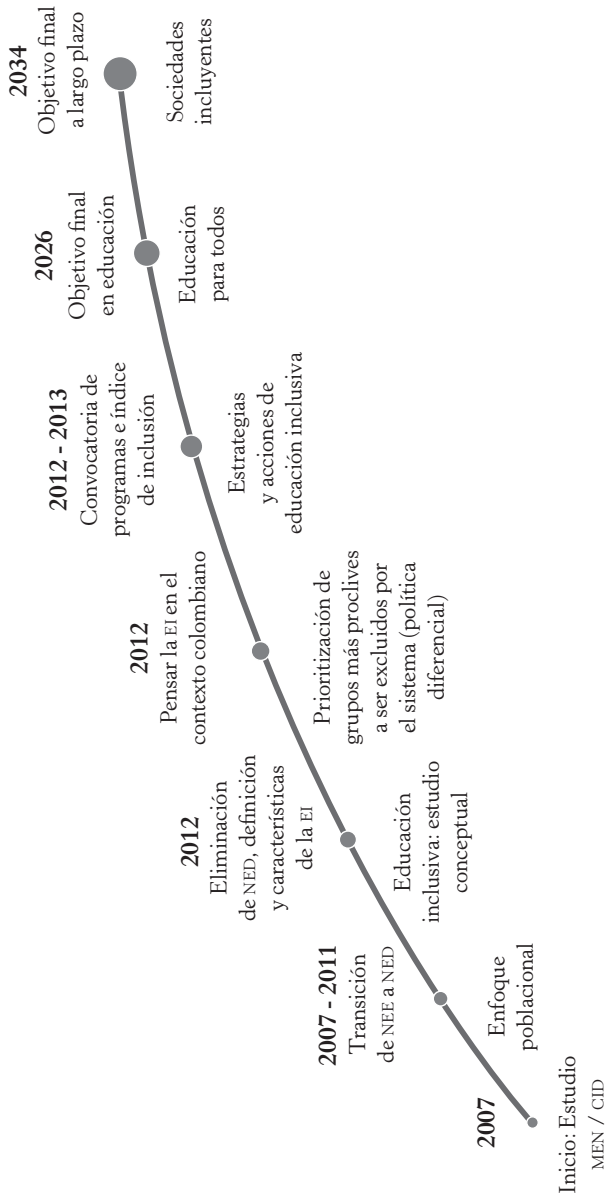 2007
Inicio: Estudio
MEN / CID
2007 - 2011
Transición
de NEE a NED
Enfoque
poblacional
2012
Eliminación
de NED, definición
y características
de la EI
Educación
inclusiva: estudio
conceptual
2012
Pensar la EI en el
contexto colombiano
Prioritización de
grupos más proclives
a ser excluidos por
el sistema (política
diferencial)
2012 - 2013
Convocatoria de
programas e índice
de inclusión
Estrategias
y acciones de
educación inclusiva
2026
Objetivo final
en educación
Educación
para todos
2034
Objetivo final
a largo plazo
Sociedades
incluyentes